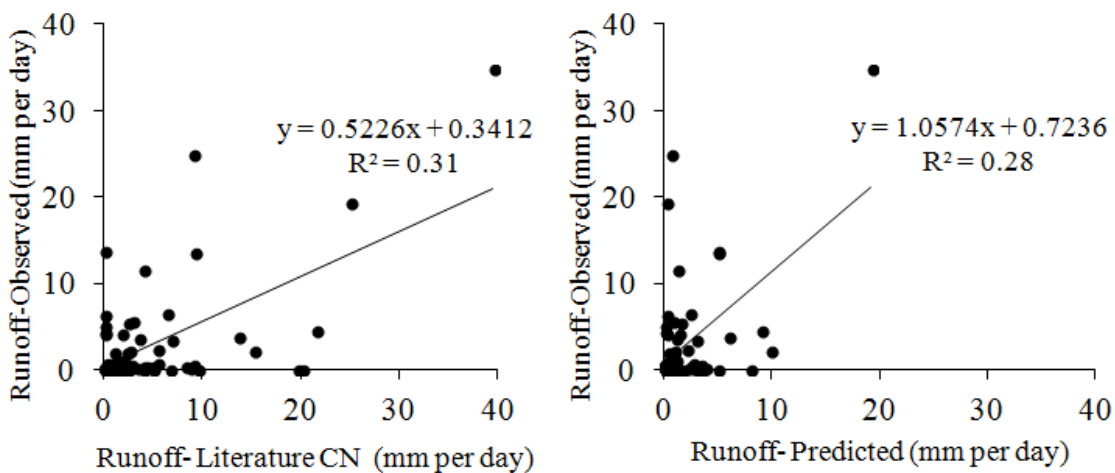 Runoff-Observed (mm per day)
40
30
20
10
0
y = 0.5226x + 0.3412
R² = 0.31
0 10 20 30 40
Runoff- Literature CN (mm per day)
Runoff-Observed (mm per day)
40
30
20
10
0
y = 1.0574x + 0.7236
R² = 0.28
0 10 20 30 40
Runoff- Predicted (mm per day)